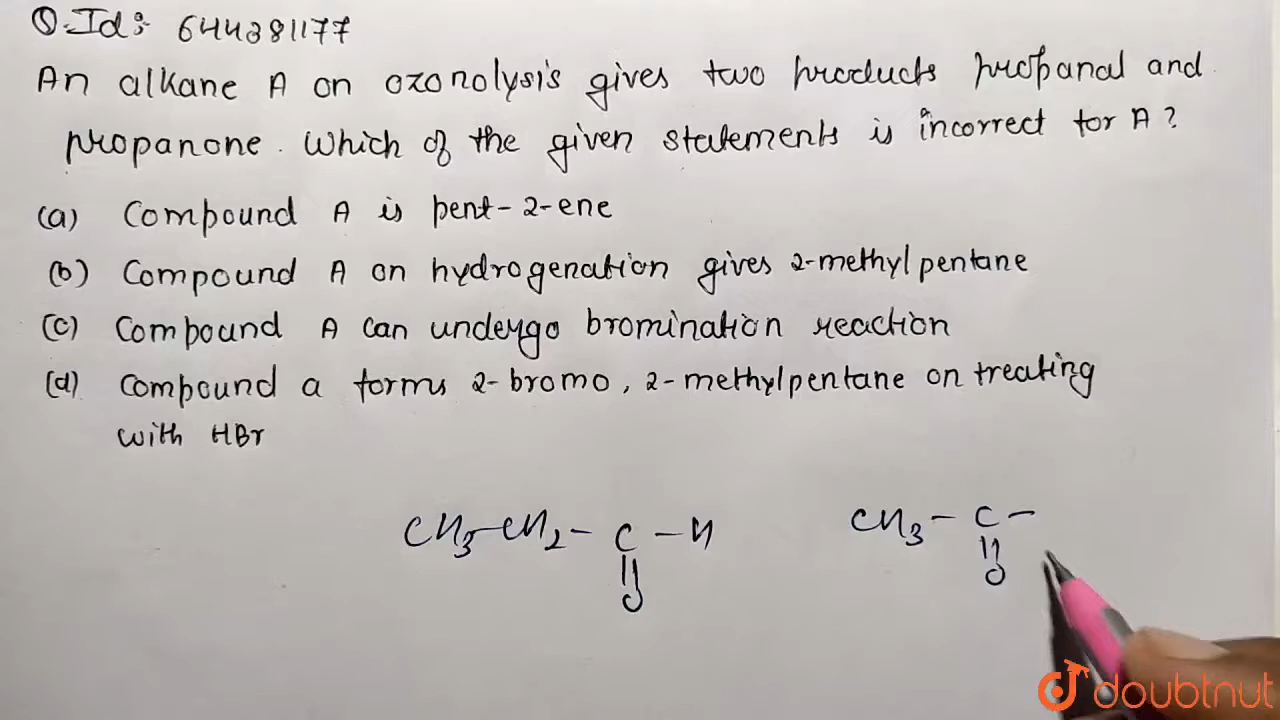 Q.Id:- 644381177
An alkane A on ozonolysis gives two products propanal and
propanone. Which of the given statements is incorrect for A?
(a) Compound A is pent-2-ene
(b) Compound A on hydrogenation gives 2-methylpentane
(c) Compound A can undergo bromination reaction
(d) Compound a forms 2-bromo, 2-methylpentane on treating
with HBr
CH3-CH2-C-H CH3-C-
O O
doubtnut